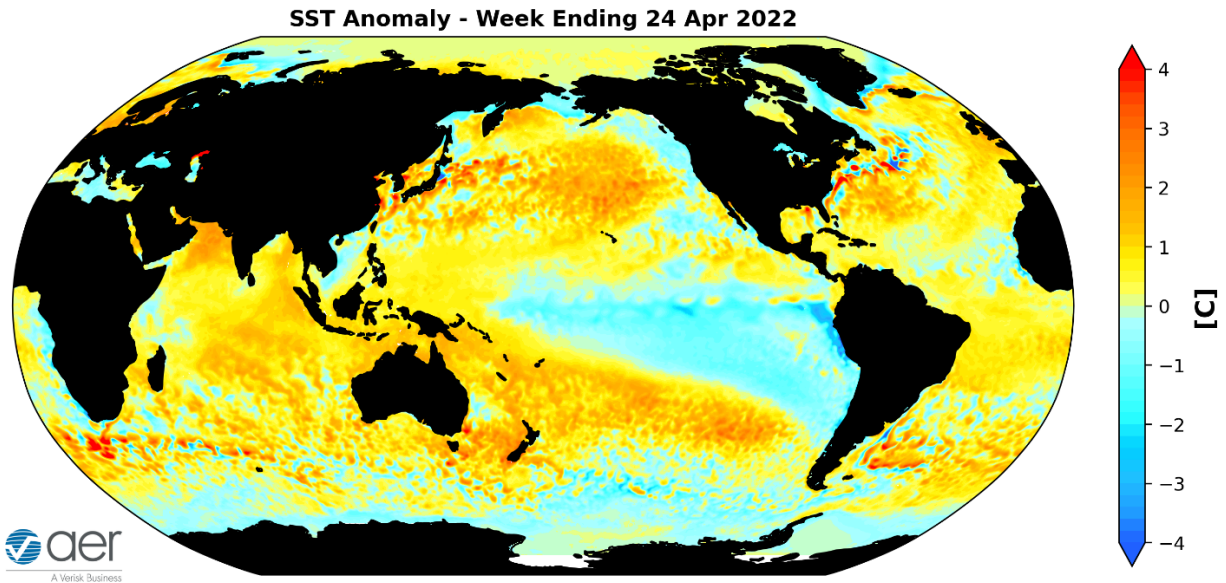 SST Anomaly - Week Ending 24 Apr 2022
4
3
2
1
0
−1
−2
−3
−4
[C]
aer
A Verisk Business